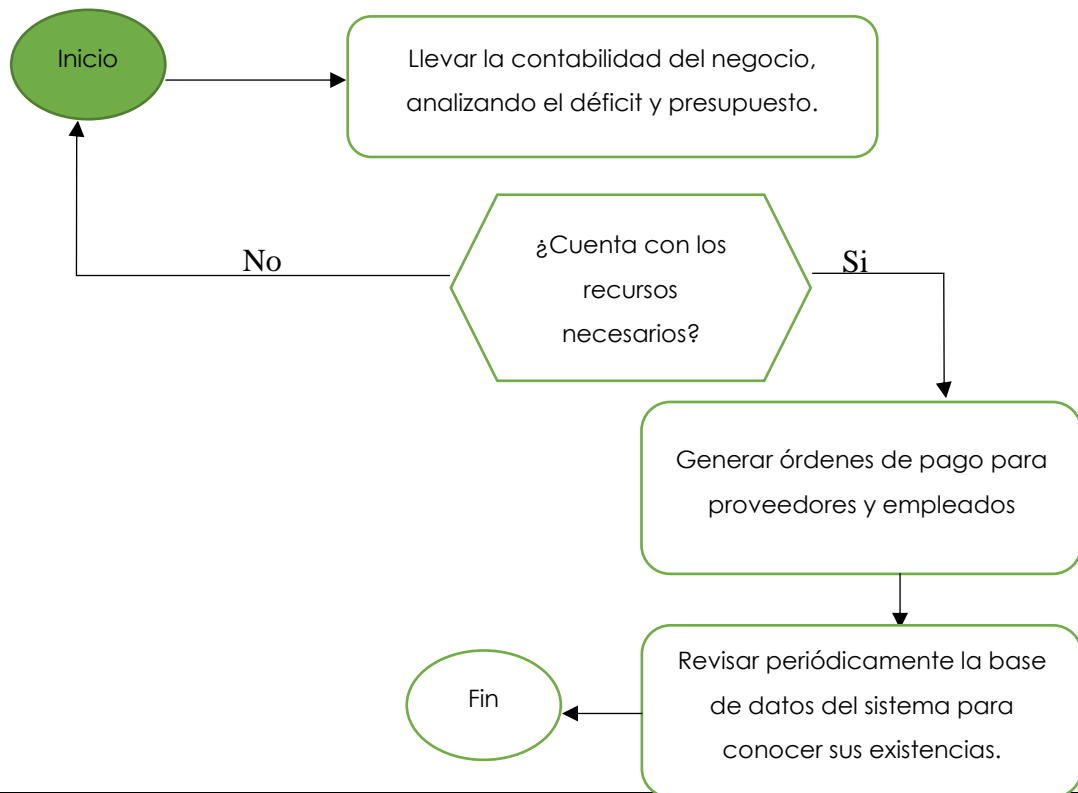 Inicio
Llevar la contabilidad del negocio,
analizando el déficit y presupuesto.
¿Cuenta con los
recursos
necesarios?
No
Si
Generar órdenes de pago para
proveedores y empleados
Revisar periódicamente la base
de datos del sistema para
conocer sus existencias.
Fin